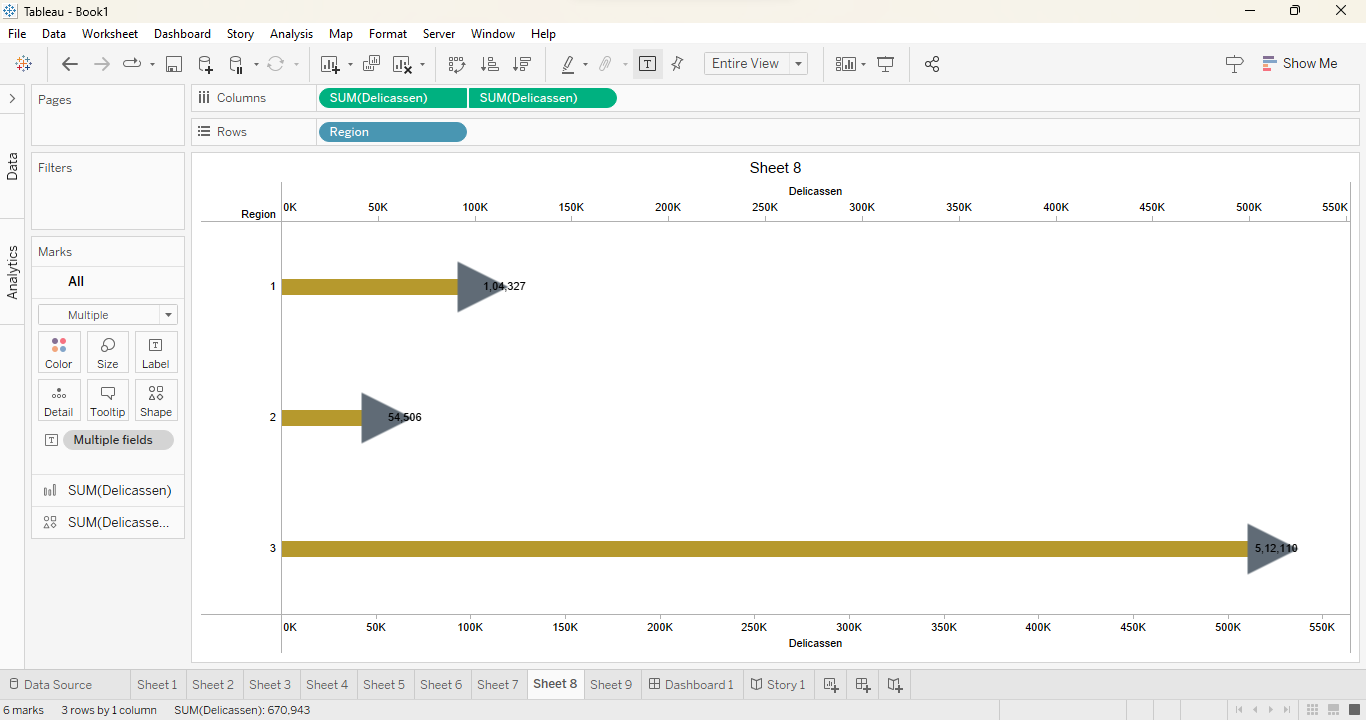 Tableau - Book1
File Data Worksheet Dashboard Story Analysis Map Format Server Window Help
Entire View
Show Me
Pages
Columns SUM(Delicassen) SUM(Delicassen)
Rows Region
Data
Analytics
Filters
Marks
All
Multiple
Color Size Label
Detail Tooltip Shape
Multiple fields
SUM(Delicassen)
SUM(Delicasse...
Sheet 8
Delicassen
0K 50K 100K 150K 200K 250K 300K 350K 400K 450K 500K 550K
Region
1 1,04,327
2 54,506
3 5,12,110
0K 50K 100K 150K 200K 250K 300K 350K 400K 450K 500K 550K
Delicassen
Data Source Sheet 1 Sheet 2 Sheet 3 Sheet 4 Sheet 5 Sheet 6 Sheet 7 Sheet 8 Sheet 9 Dashboard 1 Story 1
6 marks 3 rows by 1 column SUM(Delicassen): 670,943